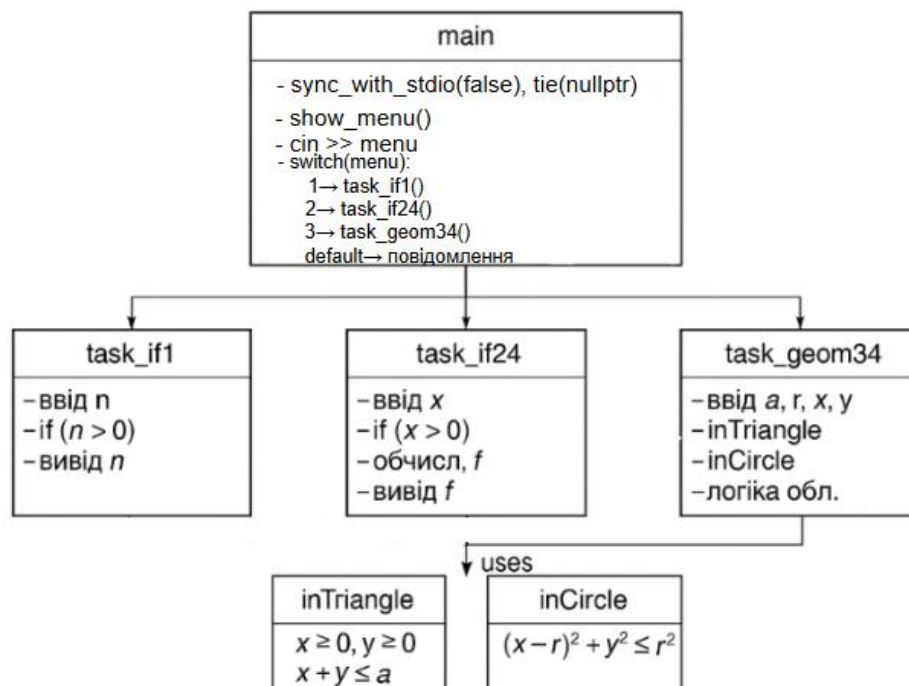 main
- sync_with_stdio(false), tie(nullptr)
- show_menu()
- cin >> menu
- switch(menu):
1→ task_if1()
2→ task_if24()
3→ task_geom34()
default→ повідомлення
task_if1
–ввід n
–if (n > 0)
–вивід n
task_if24
–ввід x
–if (x > 0)
–обчисл, f
–вивід f
task_geom34
–ввід a, r, x, y
–inTriangle
–inCircle
–логіка обл.
uses
inTriangle
x ≥ 0, y ≥ 0
x + y ≤ a
inCircle
(x – r)² + y² ≤ r²